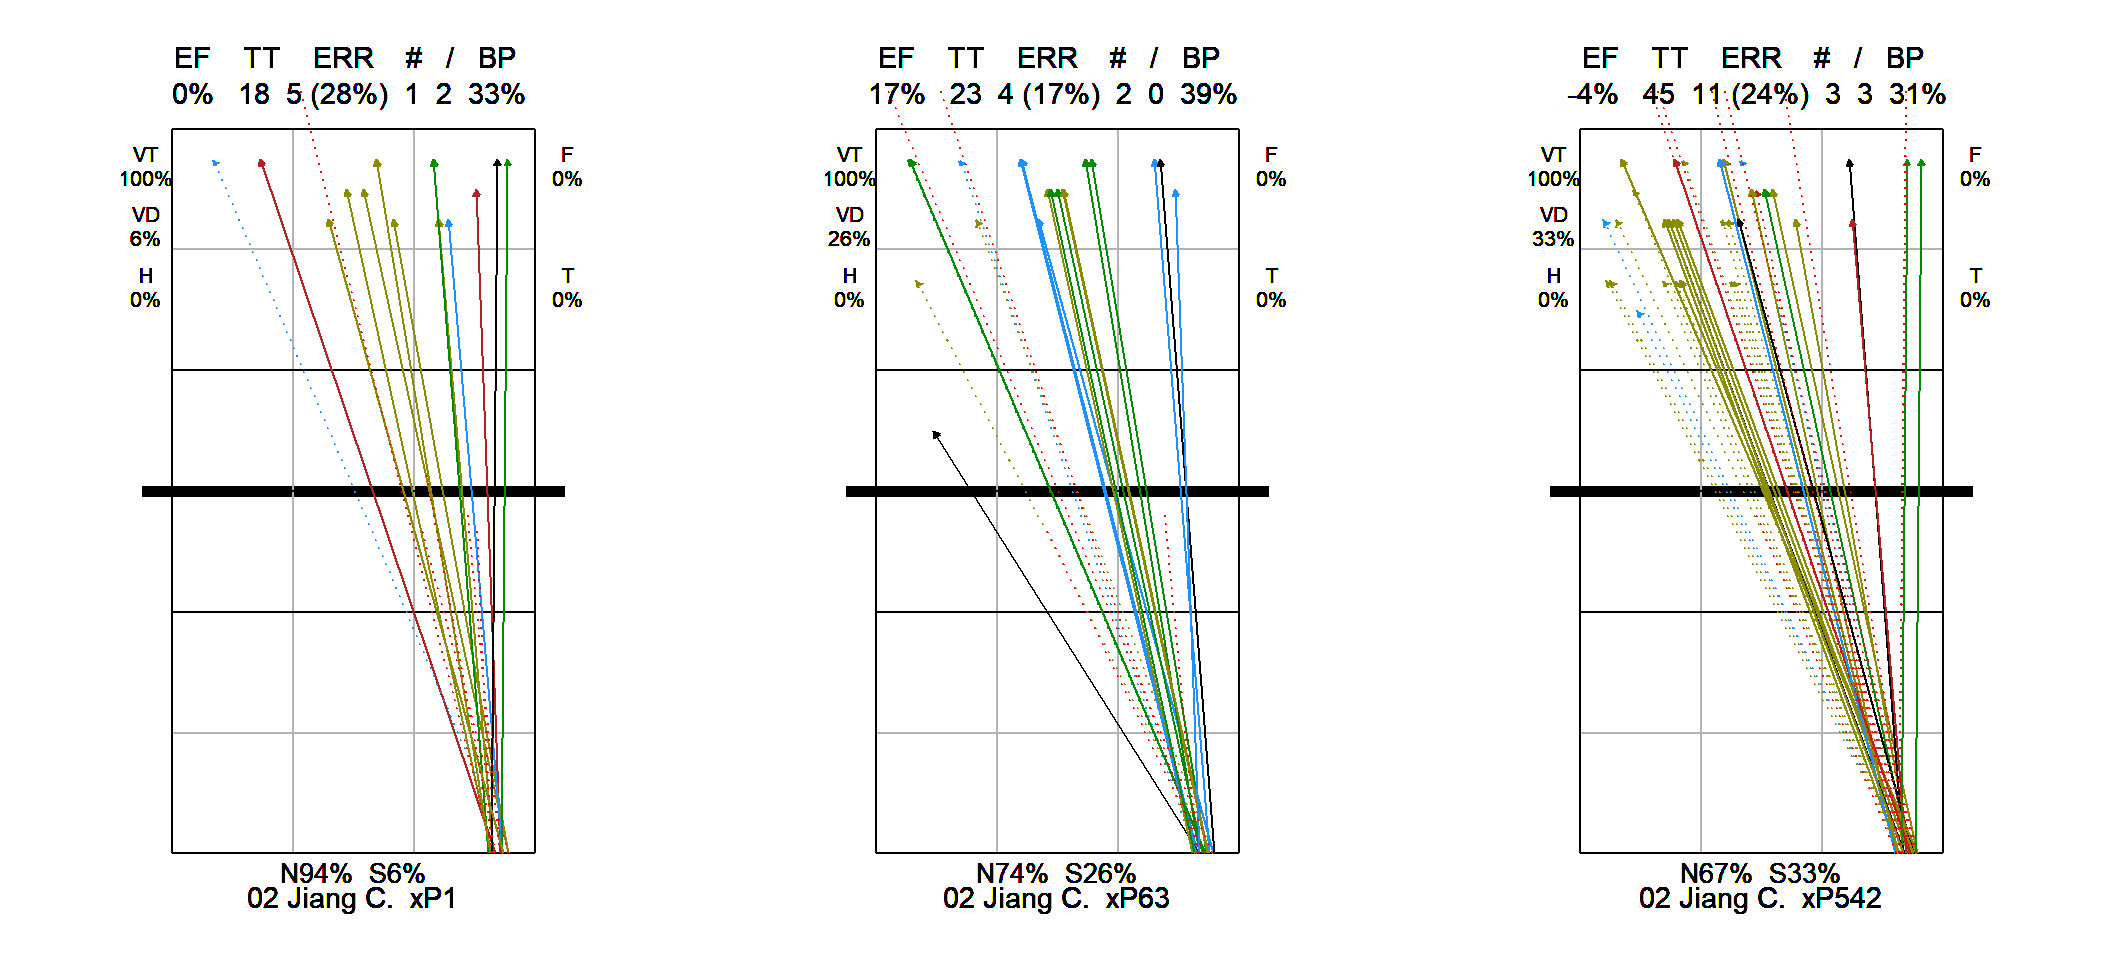 EF TT ERR # / BP
0% 18 5 (28%) 1 2 33%
VT
100%
VD
6%
H
0%
F
0%
T
0%
N94% S6%
02 Jiang C. xP1
EF TT ERR # / BP
17% 23 4 (17%) 2 0 39%
VT
100%
VD
26%
H
0%
F
0%
T
0%
N74% S26%
02 Jiang C. xP63
EF TT ERR # / BP
-4% 45 11 (24%) 3 3 31%
VT
100%
VD
33%
H
0%
F
0%
T
0%
N67% S33%
02 Jiang C. xP542